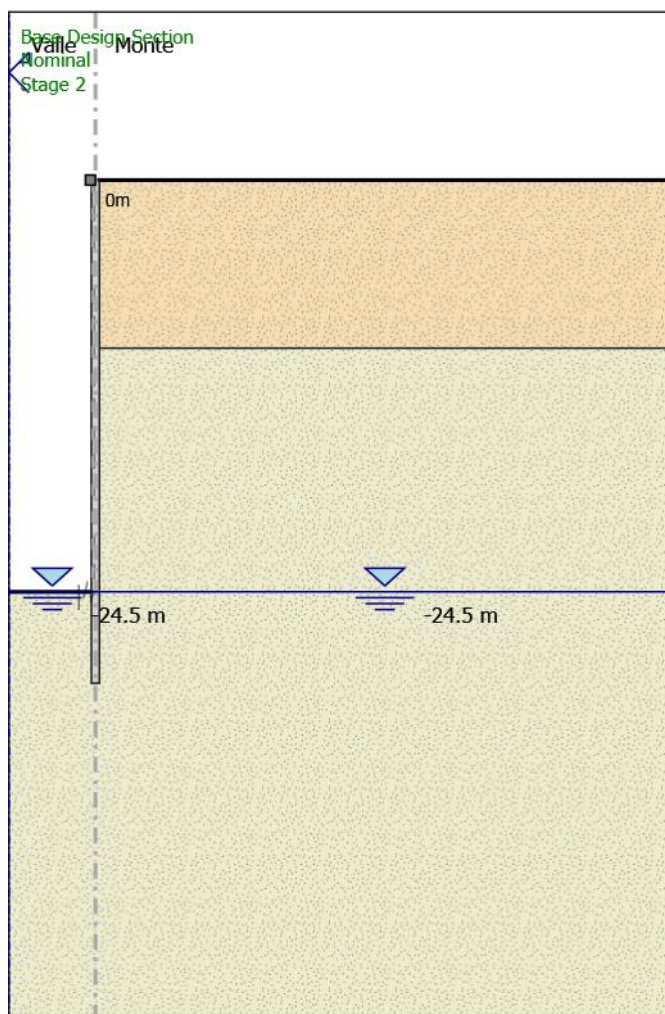 Base Design Section
Valle Monte
Nominal
Stage 2
0m
-24.5 m -24.5 m